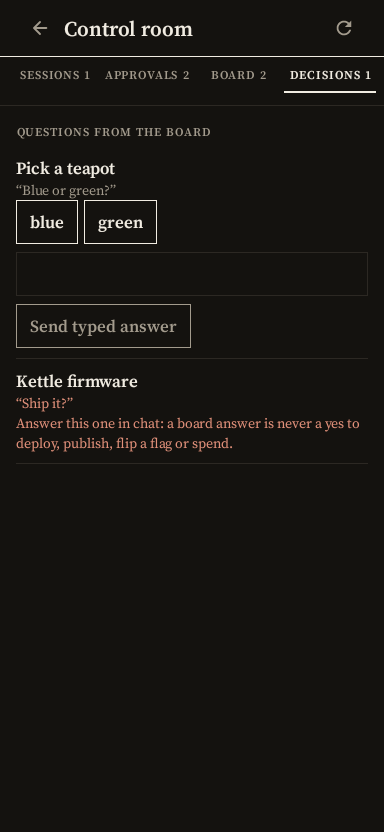 Control room
SESSIONS 1 APPROVALS 2 BOARD 2 DECISIONS 1
QUESTIONS FROM THE BOARD
Pick a teapot
“Blue or green?”
blue green
Send typed answer
Kettle firmware
“Ship it?”
Answer this one in chat: a board answer is never a yes to
deploy, publish, flip a flag or spend.